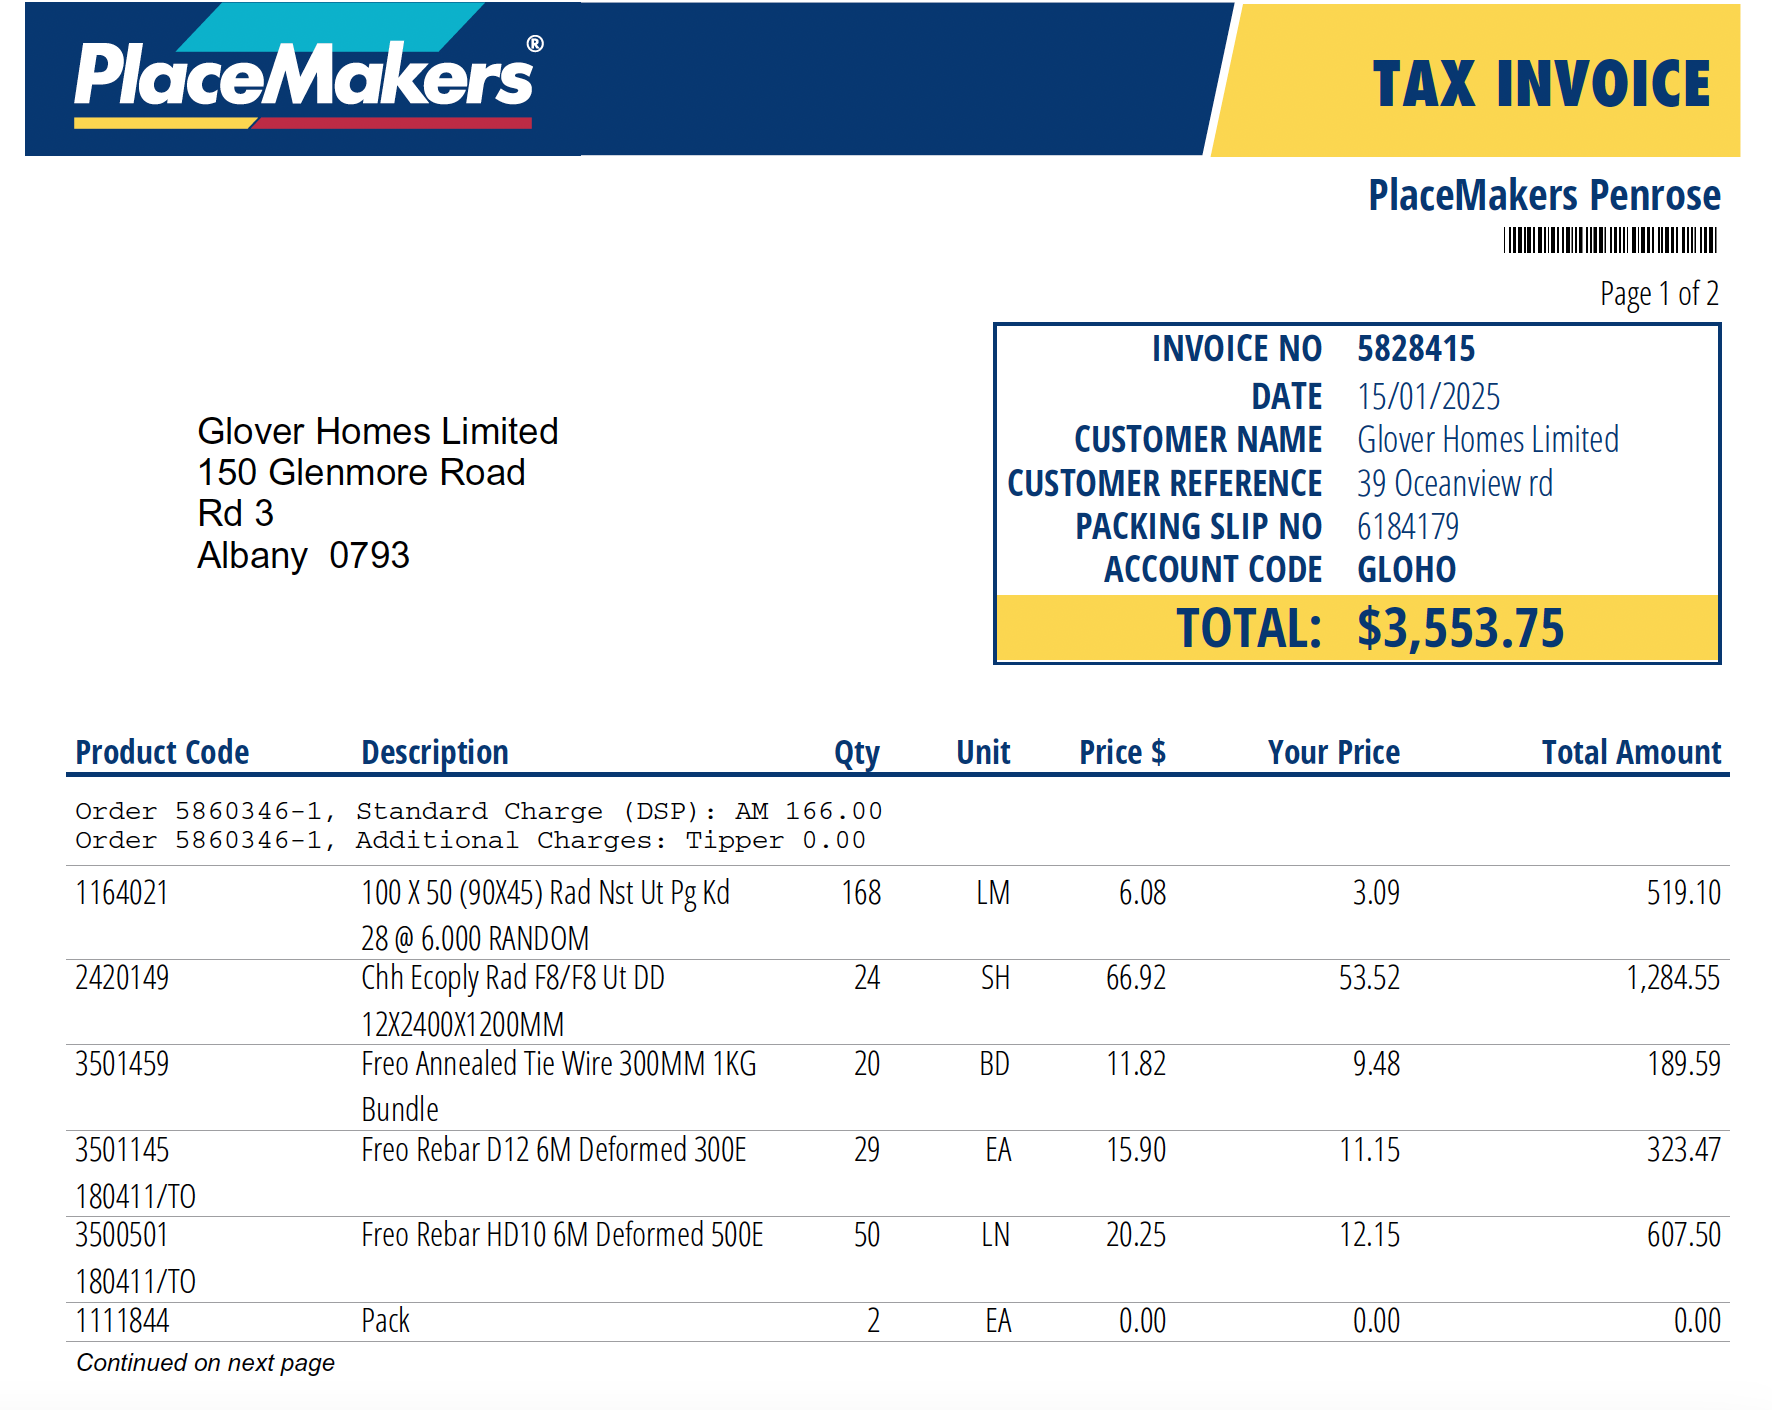 PlaceMakers®
TAX INVOICE
PlaceMakers Penrose
Page 1 of 2
INVOICE NO 5828415
DATE 15/01/2025
CUSTOMER NAME Glover Homes Limited
CUSTOMER REFERENCE 39 Oceanview rd
PACKING SLIP NO 6184179
ACCOUNT CODE GLOHO
TOTAL: $3,553.75
Glover Homes Limited
150 Glenmore Road
Rd 3
Albany 0793
Product Code Description Qty Unit Price $ Your Price Total Amount
Order 5860346-1, Standard Charge (DSP): AM 166.00
Order 5860346-1, Additional Charges: Tipper 0.00
1164021 100 X 50 (90X45) Rad Nst Ut Pg Kd 168 LM 6.08 3.09 519.10
28 @ 6.000 RANDOM
2420149 Chh Ecoply Rad F8/F8 Ut DD 24 SH 66.92 53.52 1,284.55
12X2400X1200MM
3501459 Freo Annealed Tie Wire 300MM 1KG 20 BD 11.82 9.48 189.59
Bundle
3501145 Freo Rebar D12 6M Deformed 300E 29 EA 15.90 11.15 323.47
180411/TO
3500501 Freo Rebar HD10 6M Deformed 500E 50 LN 20.25 12.15 607.50
180411/TO
1111844 Pack 2 EA 0.00 0.00 0.00
Continued on next page